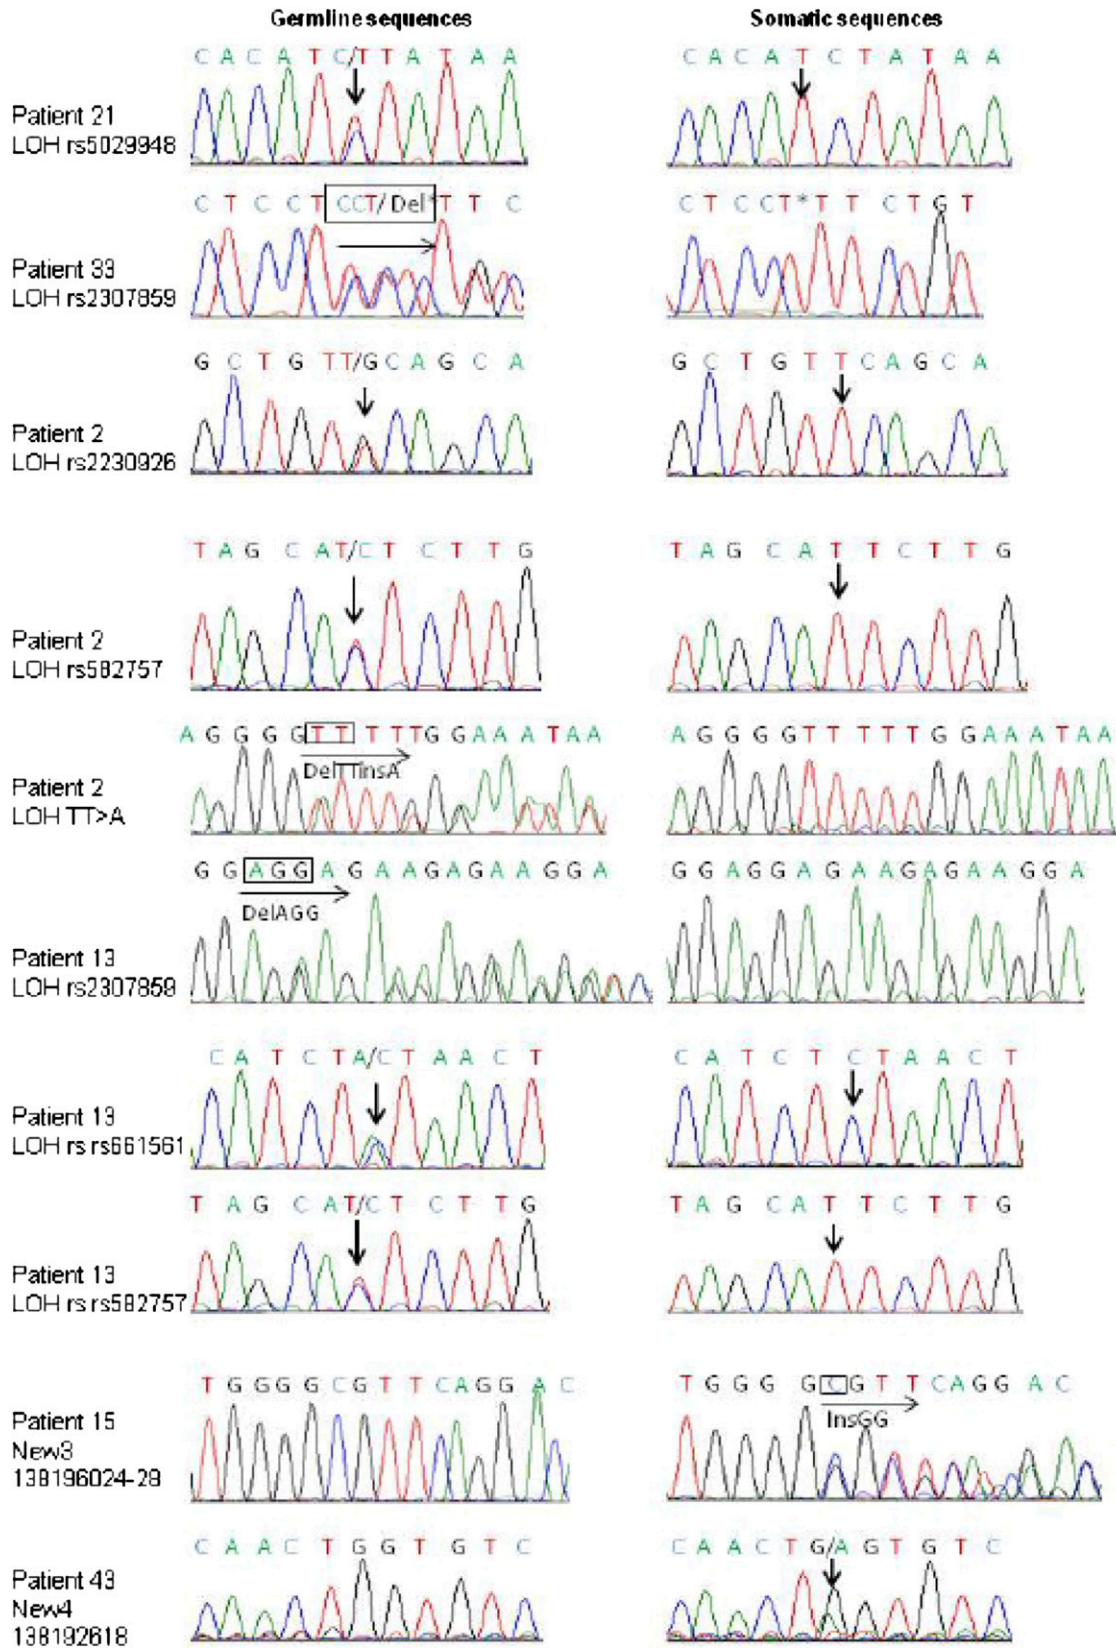 Germline sequences Somatic sequences
C A C A T C/T T A T A A C A C A T C T A T A A
Patient 21
LOH rs5029948
C T C C T CCT/ Del * T T C C T C C T * T T C T G T
Patient 33
LOH rs2307859
G C T G T T/G C A G C A G C T G T T C A G C A
Patient 2
LOH rs2230926
T A G C A T/C T C T T G T A G C A T T C T T G
Patient 2
LOH rs582757
A G G G G T T T T T G G A A A T A A A G G G G T T T T T G G A A A T A A
DelTTinsA
Patient 2
LOH TT>A
G G A G G A G A A G A G A A G G A G G A G G A G A A G A G A A G G A
DelAGG
Patient 13
LOH rs2307859
C A T C T A/C T A A C T C A T C T C T A A C T
Patient 13
LOH rs rs661561
T A G C A T/C T C T T G T A G C A T T C T T G
Patient 13
LOH rs rs582757
T G G G G C G T T C A G G A C T G G G G C G T T C A G G A C
InsGG
Patient 15
New3
138196024-29
C A A C T G G T G T C C A A C T G/A G T G T C
Patient 43
New4
138192618